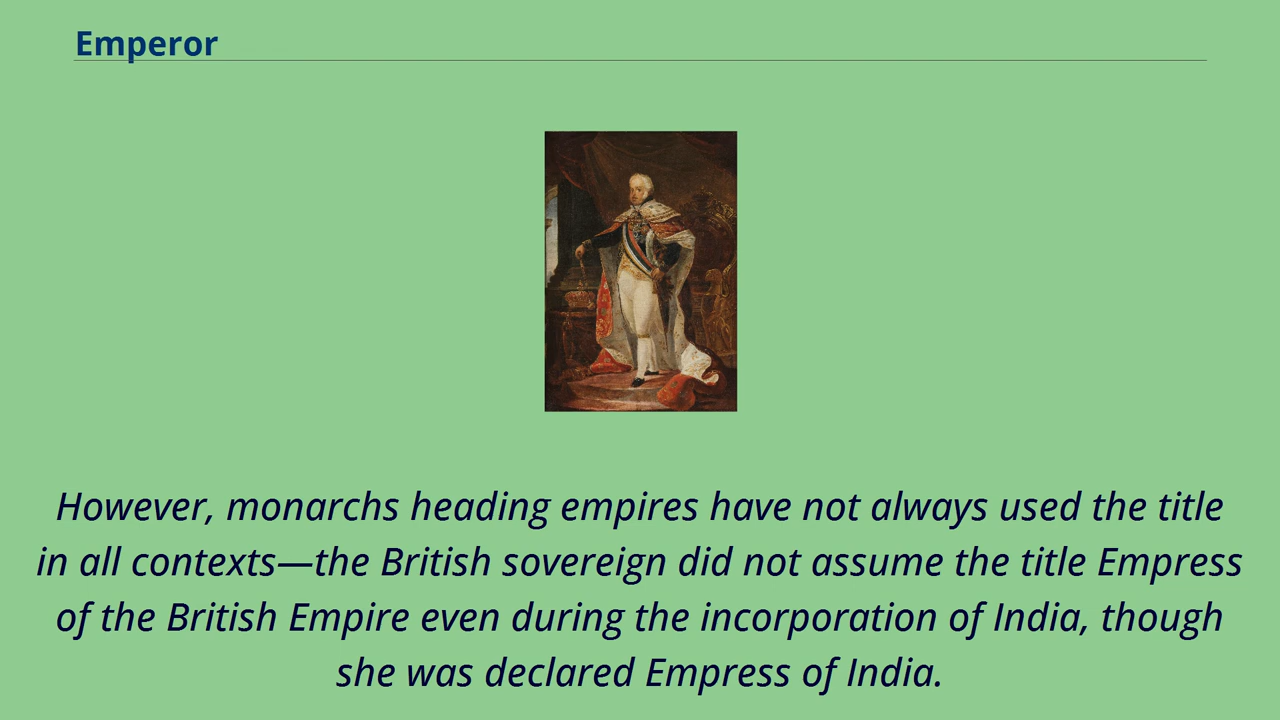 Emperor
However, monarchs heading empires have not always used the title
in all contexts—the British sovereign did not assume the title Empress
of the British Empire even during the incorporation of India, though
she was declared Empress of India.